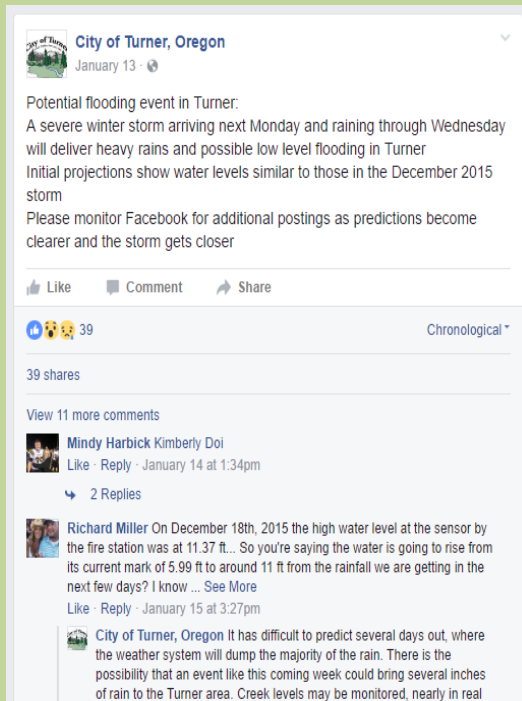 City of Turner
City of Turner, Oregon
January 13 ·
Potential flooding event in Turner:
A severe winter storm arriving next Monday and raining through Wednesday
will deliver heavy rains and possible low level flooding in Turner
Initial projections show water levels similar to those in the December 2015
storm
Please monitor Facebook for additional postings as predictions become
clearer and the storm gets closer
Like Comment Share
39 Chronological
39 shares
View 11 more comments
Mindy Harbick Kimberly Doi
Like · Reply · January 14 at 1:34pm
2 Replies
Richard Miller On December 18th, 2015 the high water level at the sensor by
the fire station was at 11.37 ft... So you're saying the water is going to rise from
its current mark of 5.99 ft to around 11 ft from the rainfall we are getting in the
next few days? I know ... See More
Like · Reply · January 15 at 3:27pm
City of Turner, Oregon It has difficult to predict several days out, where
the weather system will dump the majority of the rain. There is the
possibility that an event like this coming week could bring several inches
of rain to the Turner area. Creek levels may be monitored, nearly in real